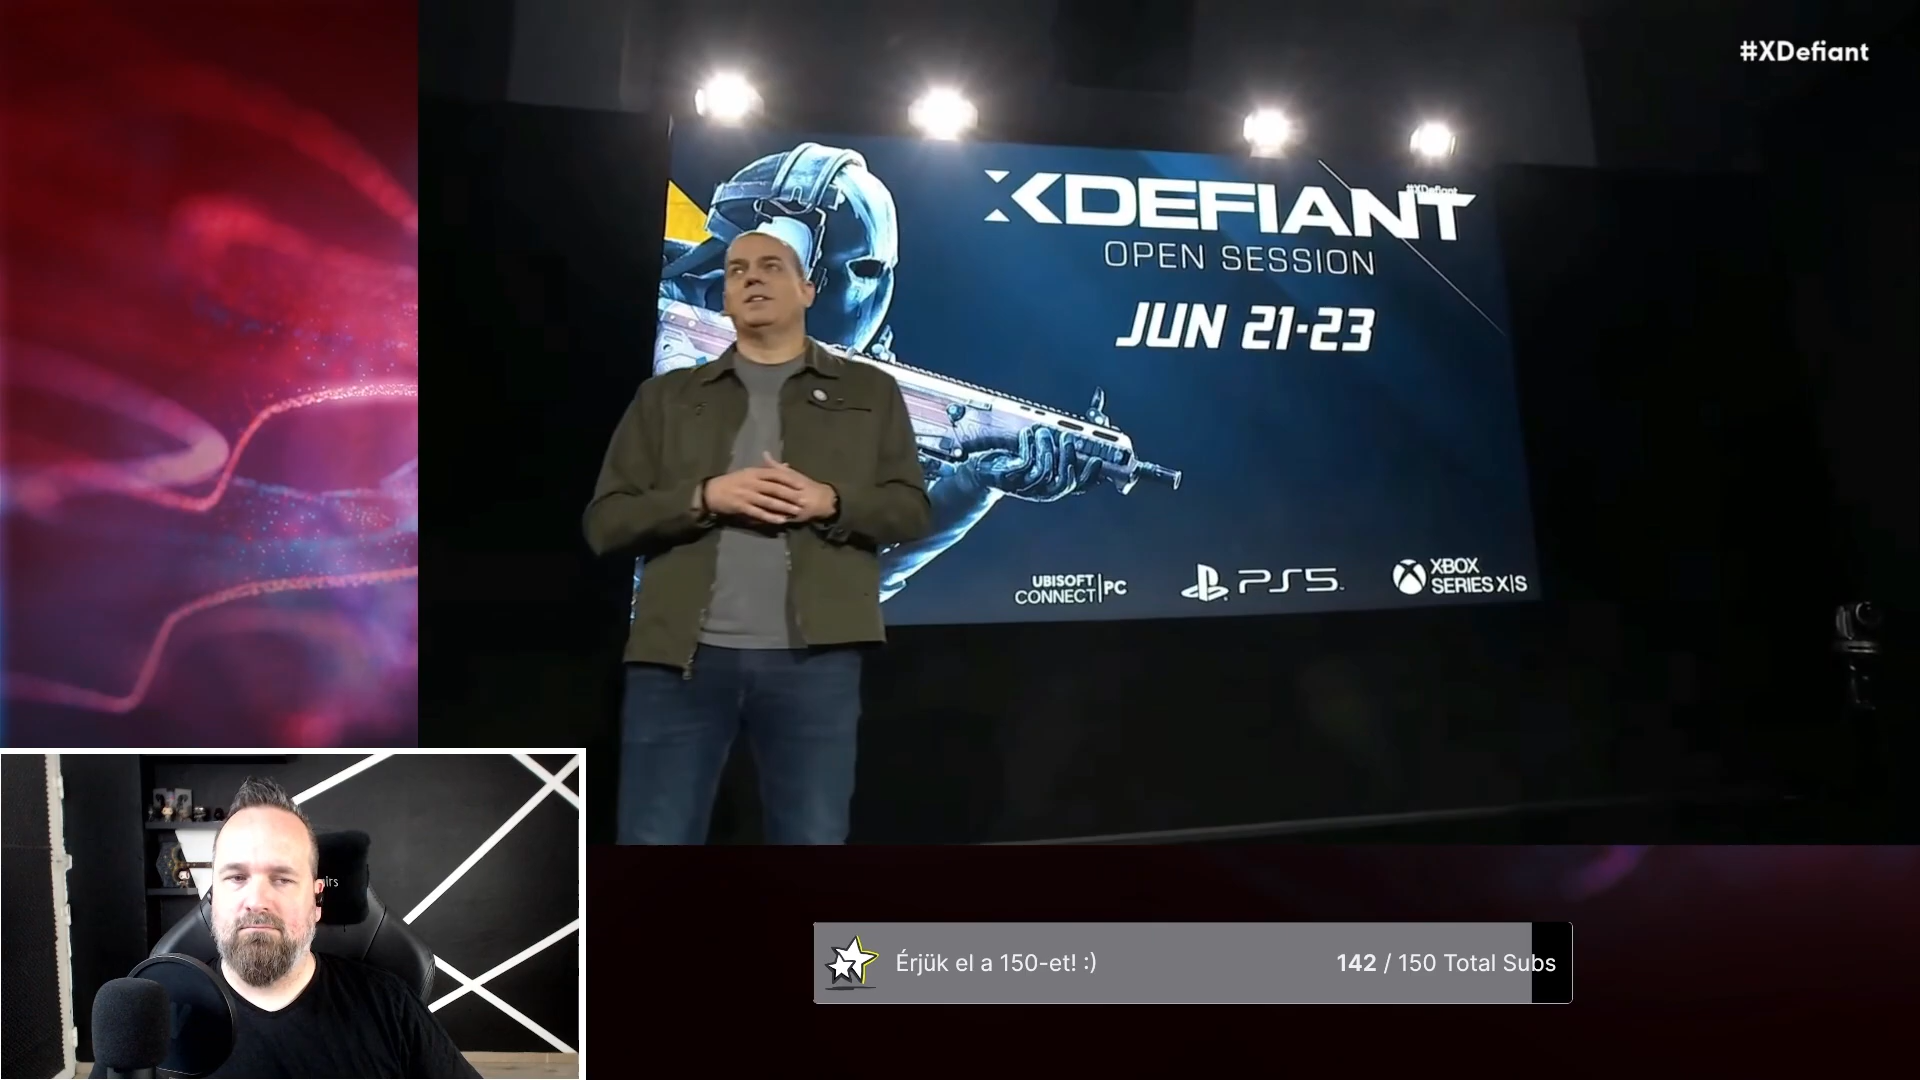 #XDefiant
#XDefiant
XDEFIANT
OPEN SESSION
JUN 21-23
UBISOFT
CONNECT PC
PS5
XBOX
SERIES X|S
Érjük el a 150-et! :)
142 / 150 Total Subs